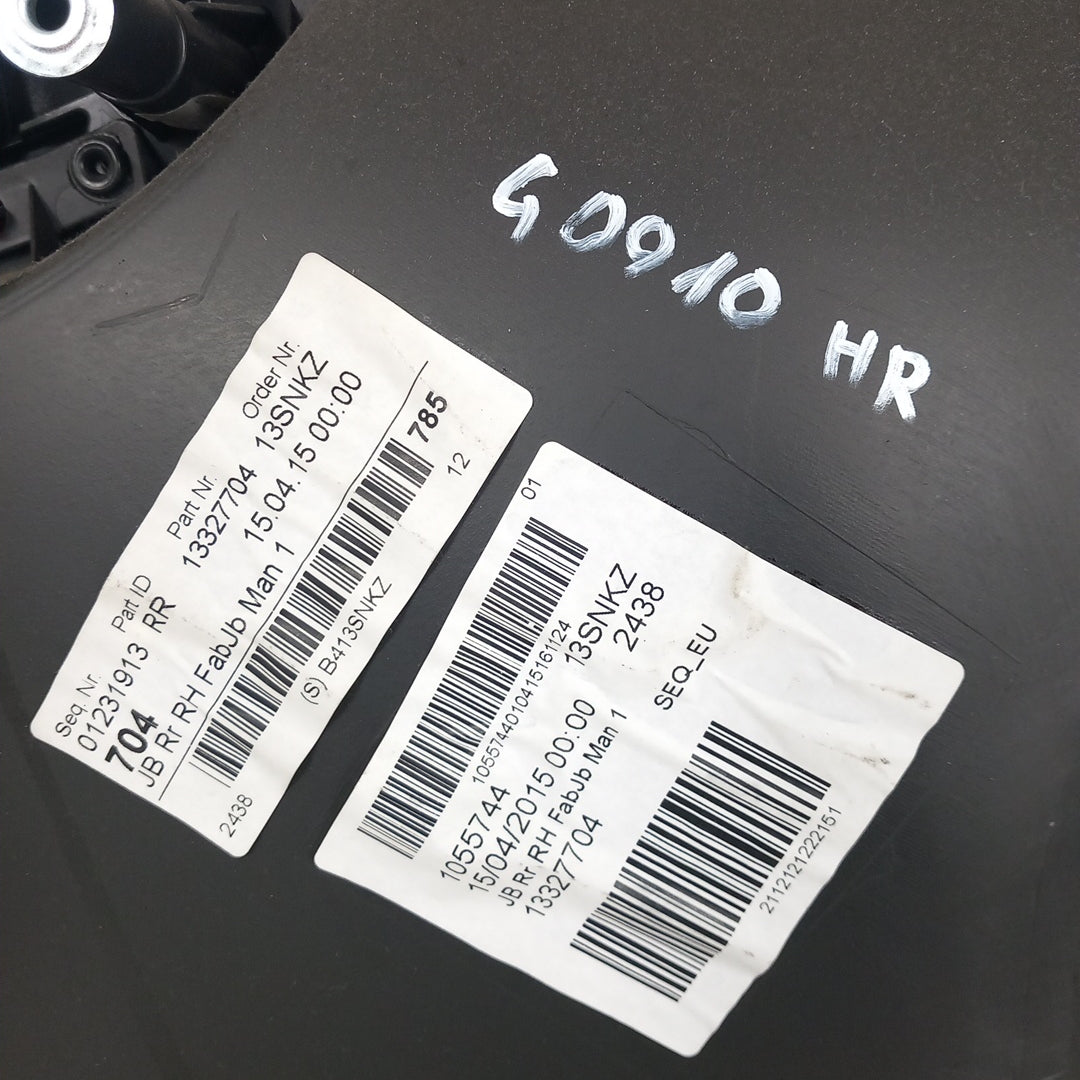 G0910 HR
Seq. Nr. Part ID Part Nr. Order Nr.
01231913 RR 13327704 13SNKZ
704 15.04.15 00:00
JB Rr RH FabJb Man 1
785
2438 (S) B413SNKZ 12
01
1055744010415161124
1055744 13SNKZ
15/04/2015 00:00 2438
JB Rr RH FabJb Man 1
13327704 SEQ_EU
2112121222151